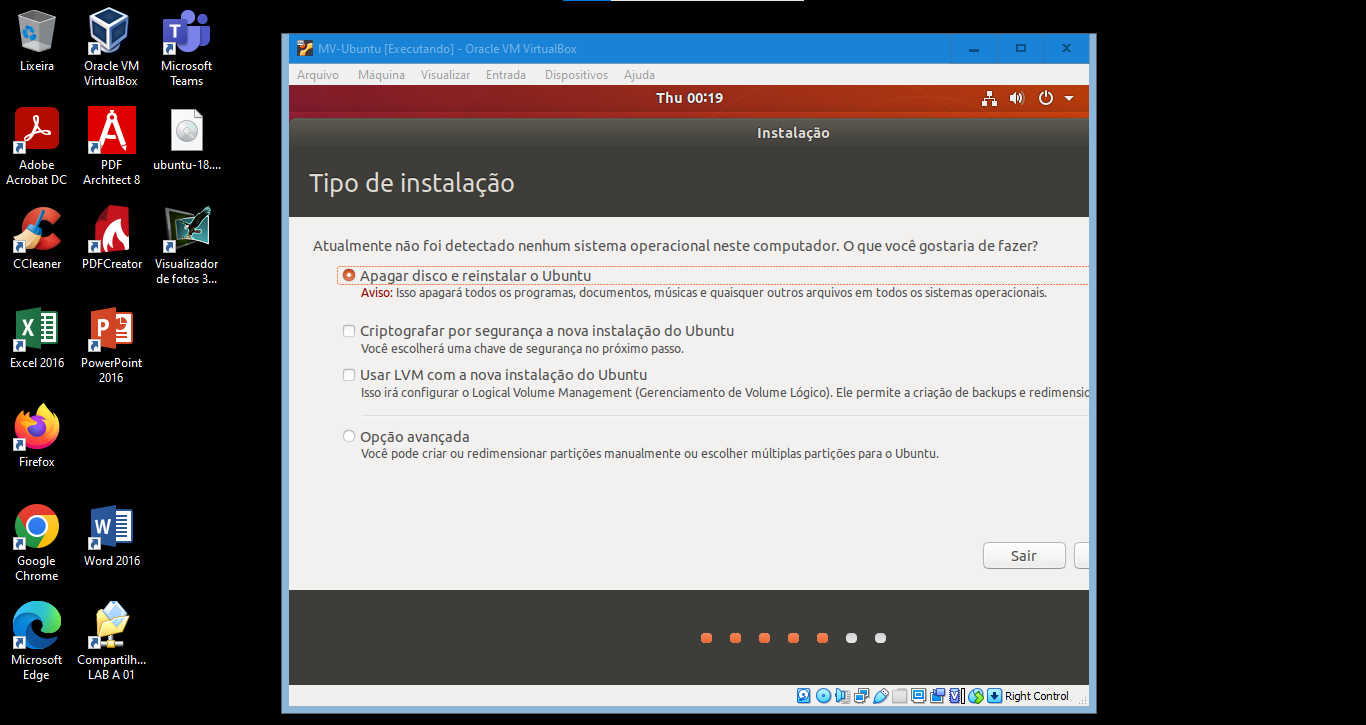 Lixeira
Oracle VM
VirtualBox
Microsoft
Teams
Adobe
Acrobat DC
PDF
Architect 8
ubuntu-18....
CCleaner
PDFCreator
Visualizador
de fotos 3...
Excel 2016
PowerPoint
2016
Firefox
Google
Chrome
Word 2016
Microsoft
Edge
Compartilh...
LAB A 01
MV-Ubuntu [Executando] - Oracle VM VirtualBox
Arquivo Máquina Visualizar Entrada Dispositivos Ajuda
Thu 00:19
Instalação
Tipo de instalação
Atualmente não foi detectado nenhum sistema operacional neste computador. O que você gostaria de fazer?
Apagar disco e reinstalar o Ubuntu
Aviso: Isso apagará todos os programas, documentos, músicas e quaisquer outros arquivos em todos os sistemas operacionais.
Criptografar por segurança a nova instalação do Ubuntu
Você escolherá uma chave de segurança no próximo passo.
Usar LVM com a nova instalação do Ubuntu
Isso irá configurar o Logical Volume Management (Gerenciamento de Volume Lógico). Ele permite a criação de backups e redimensio
Opção avançada
Você pode criar ou redimensionar partições manualmente ou escolher múltiplas partições para o Ubuntu.
Sair
Right Control